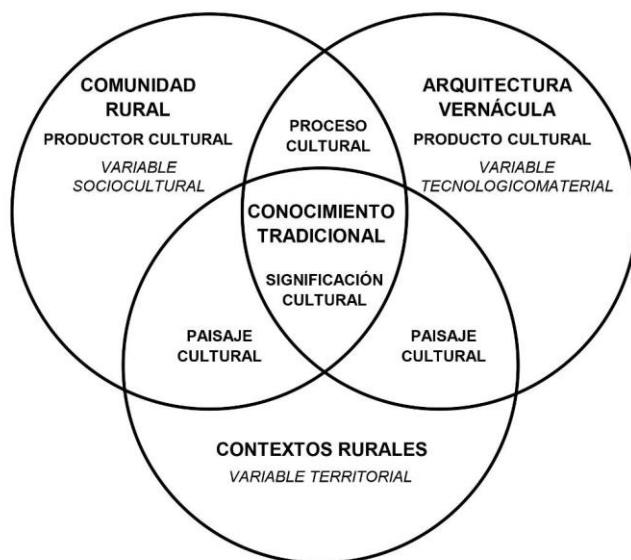 COMUNIDAD
RURAL
PRODUCTOR CULTURAL
VARIABLE
SOCIOCULTURAL
PROCESO
CULTURAL
ARQUITECTURA
VERNÁCULA
PRODUCTO CULTURAL
VARIABLE
TECNOLOGICOMATERIAL
CONOCIMIENTO
TRADICIONAL
SIGNIFICACIÓN
CULTURAL
PAISAJE
CULTURAL
PAISAJE
CULTURAL
CONTEXTOS RURALES
VARIABLE TERRITORIAL